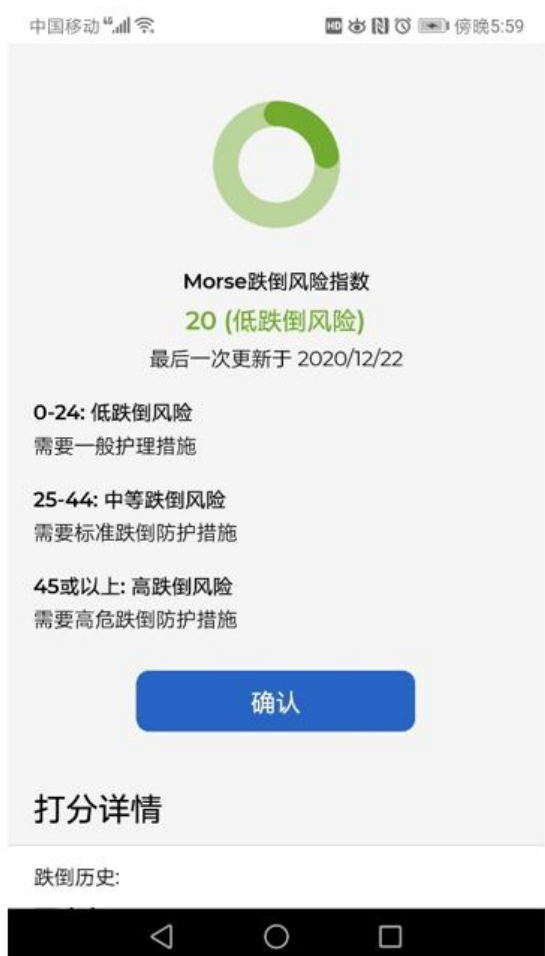 中国移动 46 HD 傍晚5:59
Morse跌倒风险指数
20 (低跌倒风险)
最后一次更新于 2020/12/22
0-24: 低跌倒风险
需要一般护理措施
25-44: 中等跌倒风险
需要标准跌倒防护措施
45或以上: 高跌倒风险
需要高危跌倒防护措施
确认
打分详情
跌倒历史: